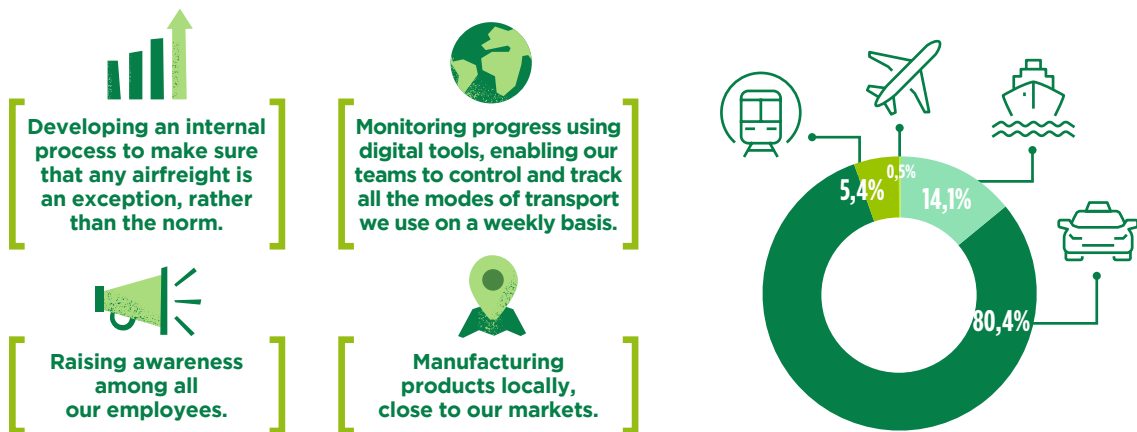 Developing an internal
process to make sure
that any airfreight is
an exception, rather
than the norm.
Monitoring progress using
digital tools, enabling our
teams to control and track
all the modes of transport
we use on a weekly basis.
Raising awareness
among all
our employees.
Manufacturing
products locally,
close to our markets.
5,4%
0,5%
14,1%
80,4%